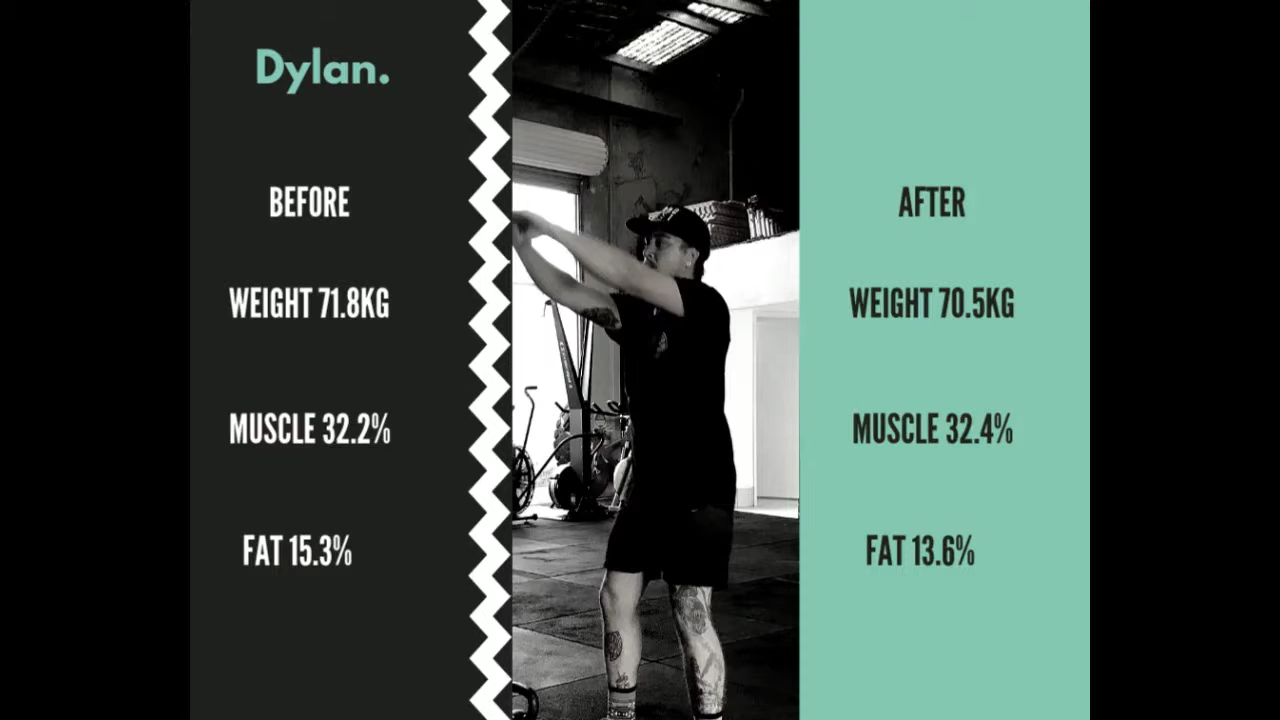 Dylan.
BEFORE
WEIGHT 71.8KG
MUSCLE 32.2%
FAT 15.3%
AFTER
WEIGHT 70.5KG
MUSCLE 32.4%
FAT 13.6%